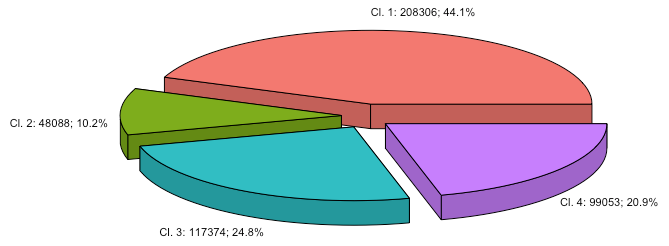 Cl. 1: 208306; 44.1%
Cl. 2: 48088; 10.2%
Cl. 4: 99053; 20.9%
Cl. 3: 117374; 24.8%